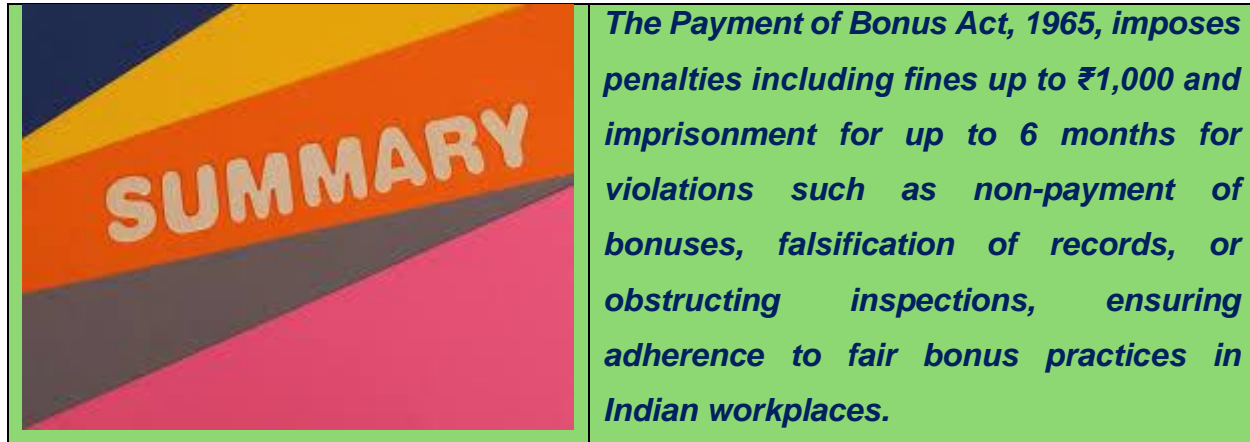 SUMMARY
The Payment of Bonus Act, 1965, imposes
penalties including fines up to ₹1,000 and
imprisonment for up to 6 months for
violations such as non-payment of
bonuses, falsification of records, or
obstructing inspections, ensuring
adherence to fair bonus practices in
Indian workplaces.